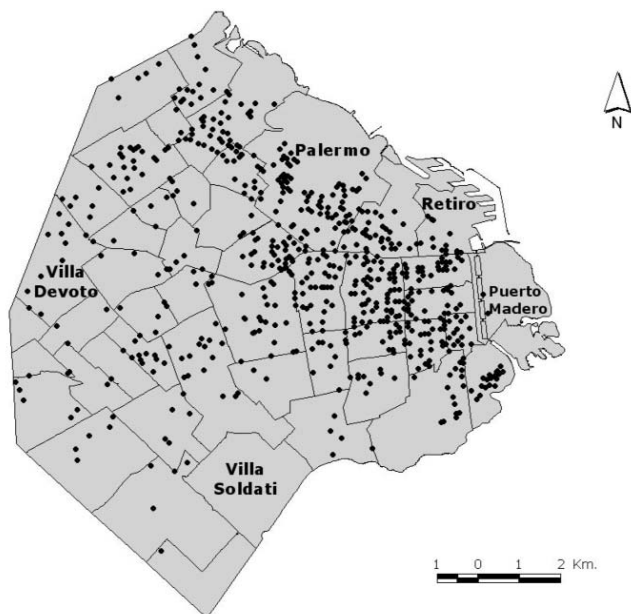 N
Palermo
Retiro
Villa
Devoto
Puerto
Madero
Villa
Soldati
1 0 1 2 Km.